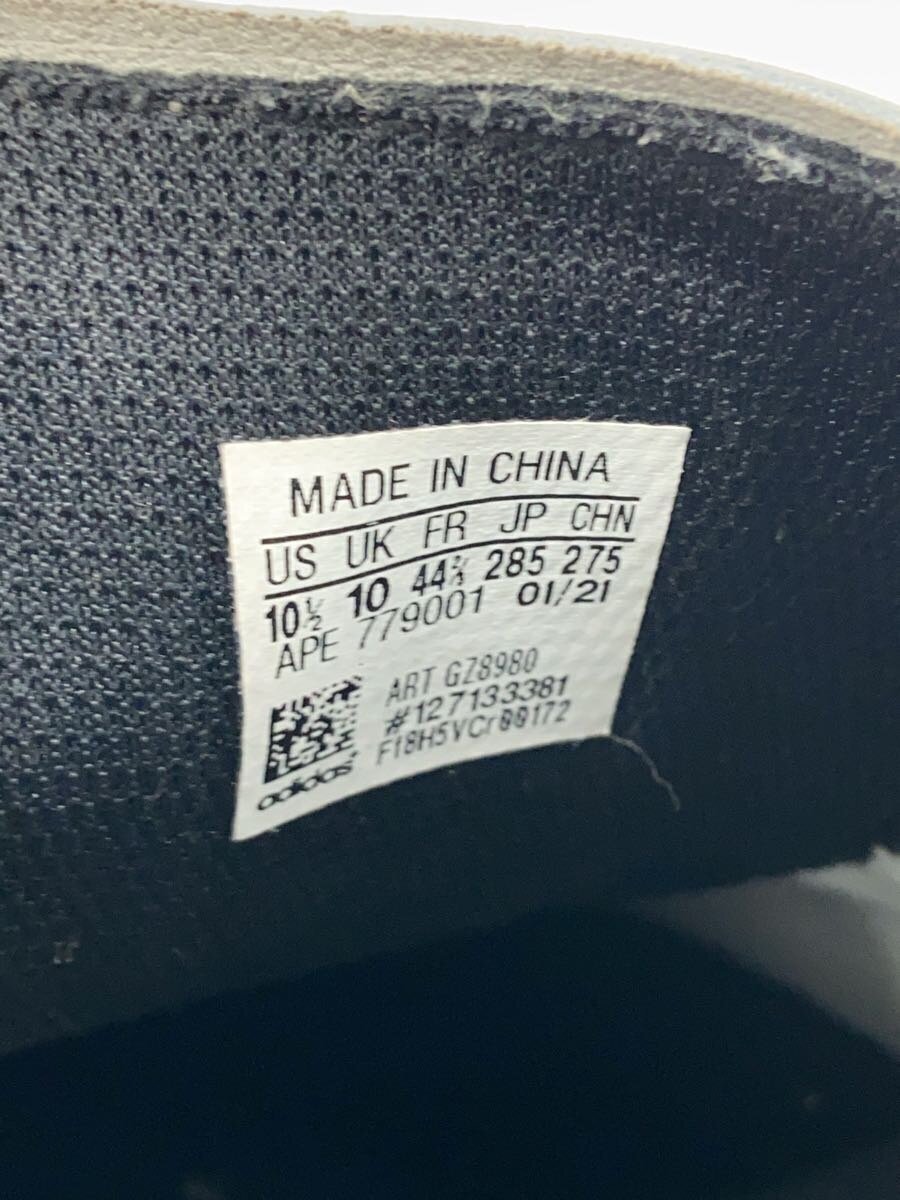 MADE IN CHINA
US UK FR JP CHN
10½ 10 44⅔ 285 275
APE 779001 01/21
ART GZ8980
#127133381
F18H5VCr00172
adidas